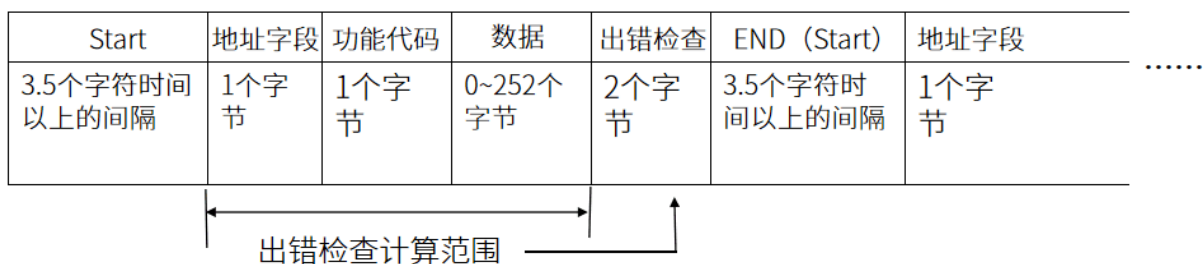 Start 地址字段 功能代码 数据 出错检查 END（Start） 地址字段
3.5个字符时间 1个字 1个字 0~252个 2个字 3.5个字符时 1个字 ......
以上的间隔 节 节 字节 节 间以上的间隔 节
出错检查计算范围